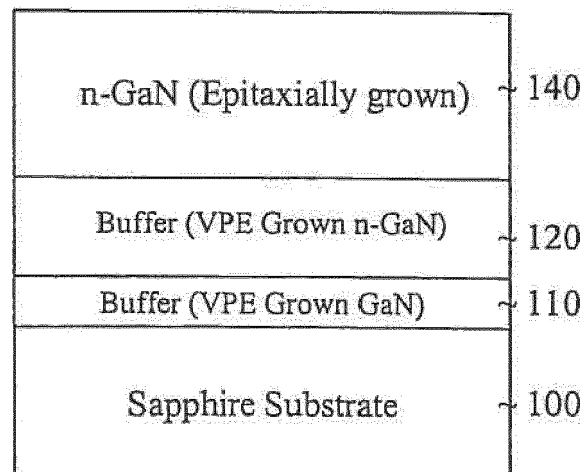 n-GaN (Epitaxially grown) ~ 140
Buffer (VPE Grown n-GaN) ~ 120
Buffer (VPE Grown GaN) ~ 110
Sapphire Substrate ~ 100